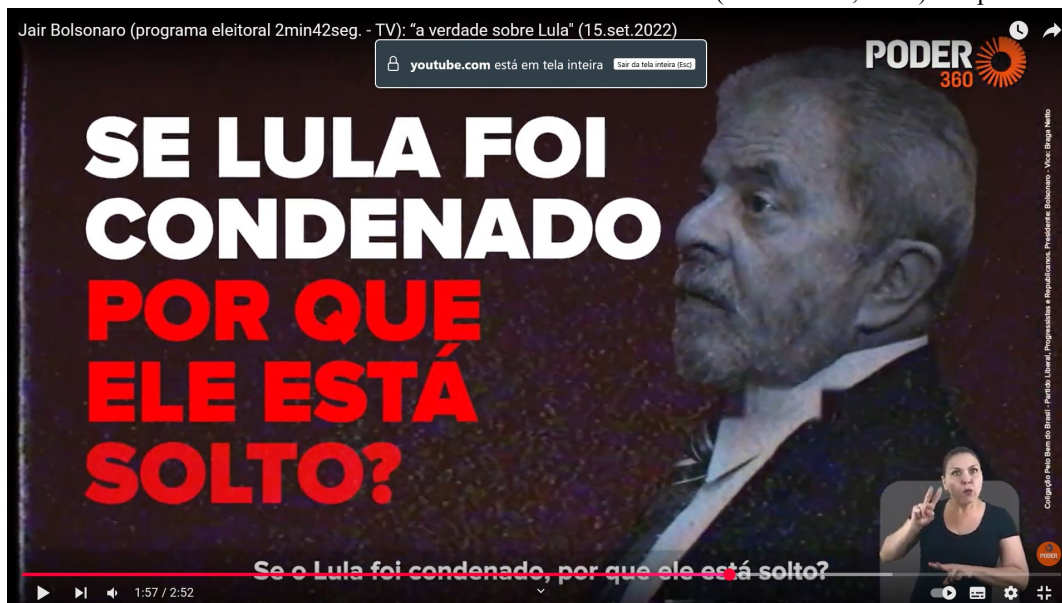 Jair Bolsonaro (programa eleitoral 2min42seg. - TV): “a verdade sobre Lula" (15.set.2022)
youtube.com está em tela inteira Sair da tela inteira (Esc)
PODER
360
SE LULA FOI
CONDENADO
POR QUE
ELE ESTÁ
SOLTO?
Coligação Pelo Bem do Brasil - Partido Liberal, Progressistas e Republicanos. Presidente: Bolsonaro - Vice: Braga Netto
PODER
Se o Lula foi condenado, por que ele está solto?
1:57 / 2:52